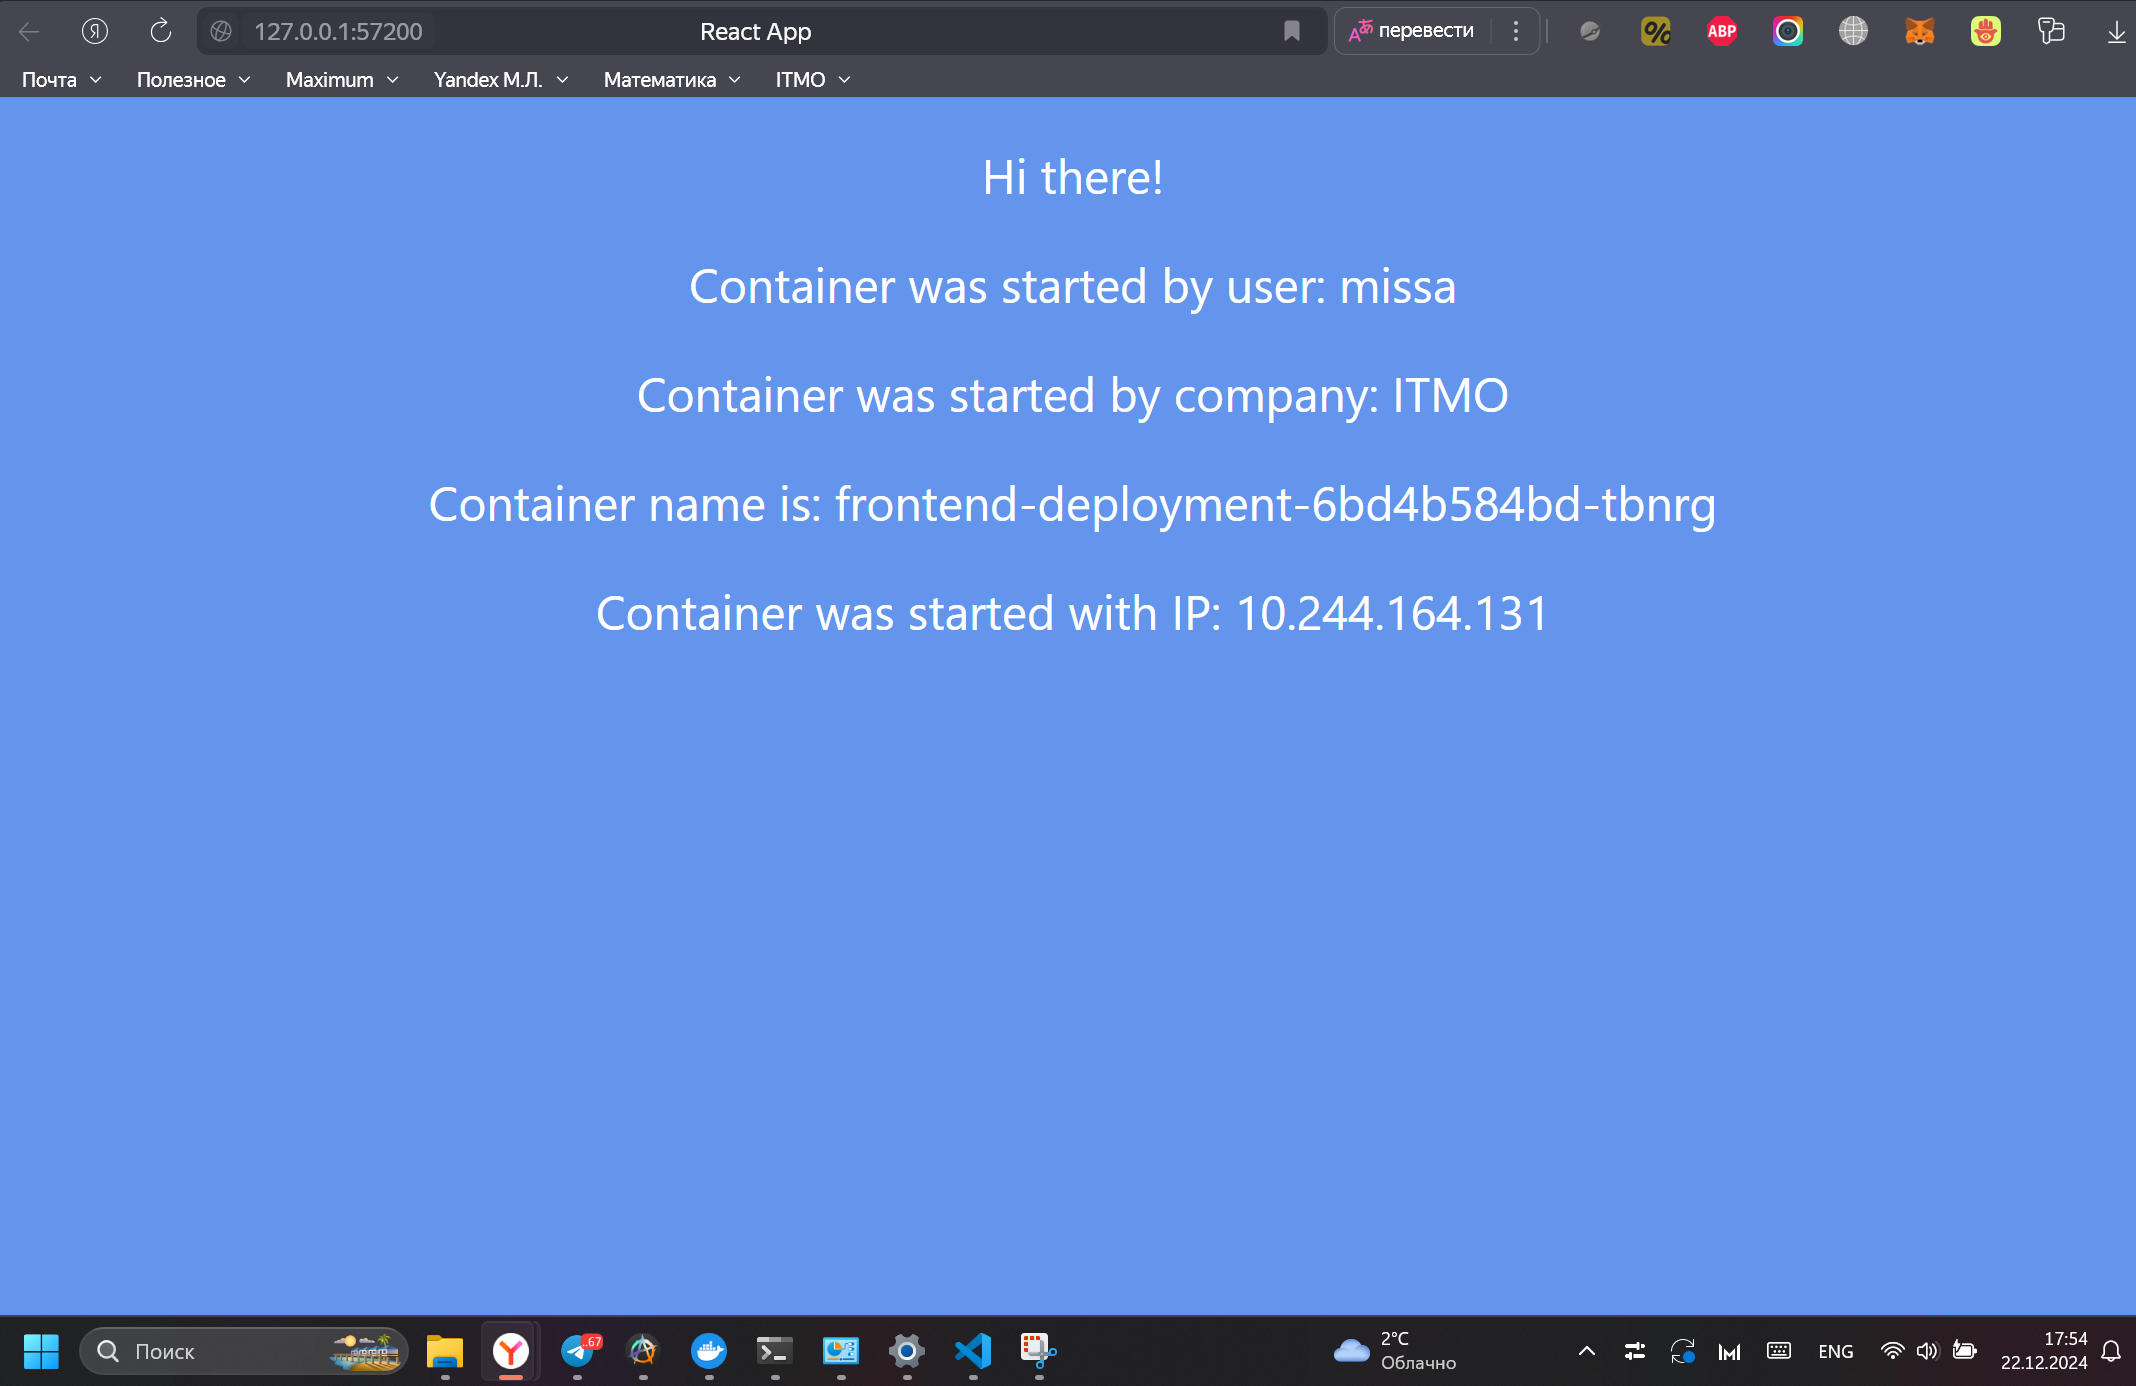 Я 127.0.0.1:57200 React App Aあ перевести % ABP
Почта Полезное Maximum Yandex М.Л. Математика ITMO
Hi there!
Container was started by user: missa
Container was started by company: ITMO
Container name is: frontend-deployment-6bd4b584bd-tbnrg
Container was started with IP: 10.244.164.131
Поиск Y ..67 2°C ENG 17:54
Облачно 22.12.2024